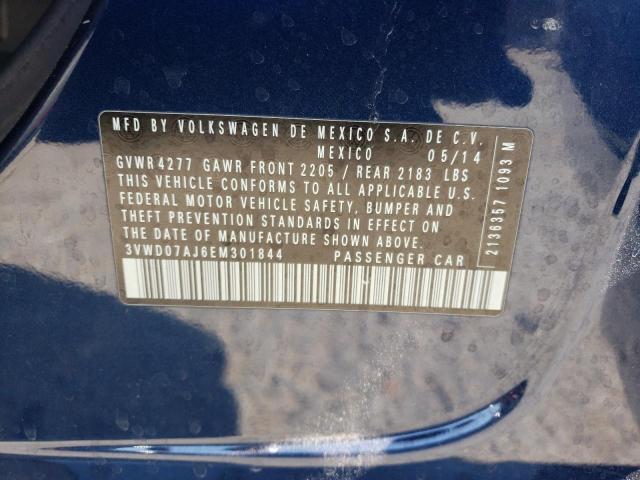 MFD BY VOLKSWAGEN DE MEXICO S.A. DE C.V.
MEXICO 05/14
GVWR 4277 GAWR FRONT 2205 / REAR 2183 LBS
THIS VEHICLE CONFORMS TO ALL APPLICABLE U.S.
FEDERAL MOTOR VEHICLE SAFETY, BUMPER AND
THEFT PREVENTION STANDARDS IN EFFECT ON
THE DATE OF MANUFACTURE SHOWN ABOVE.
3VWD07AJ6EM301844 PASSENGER CAR
2136357 1093 M